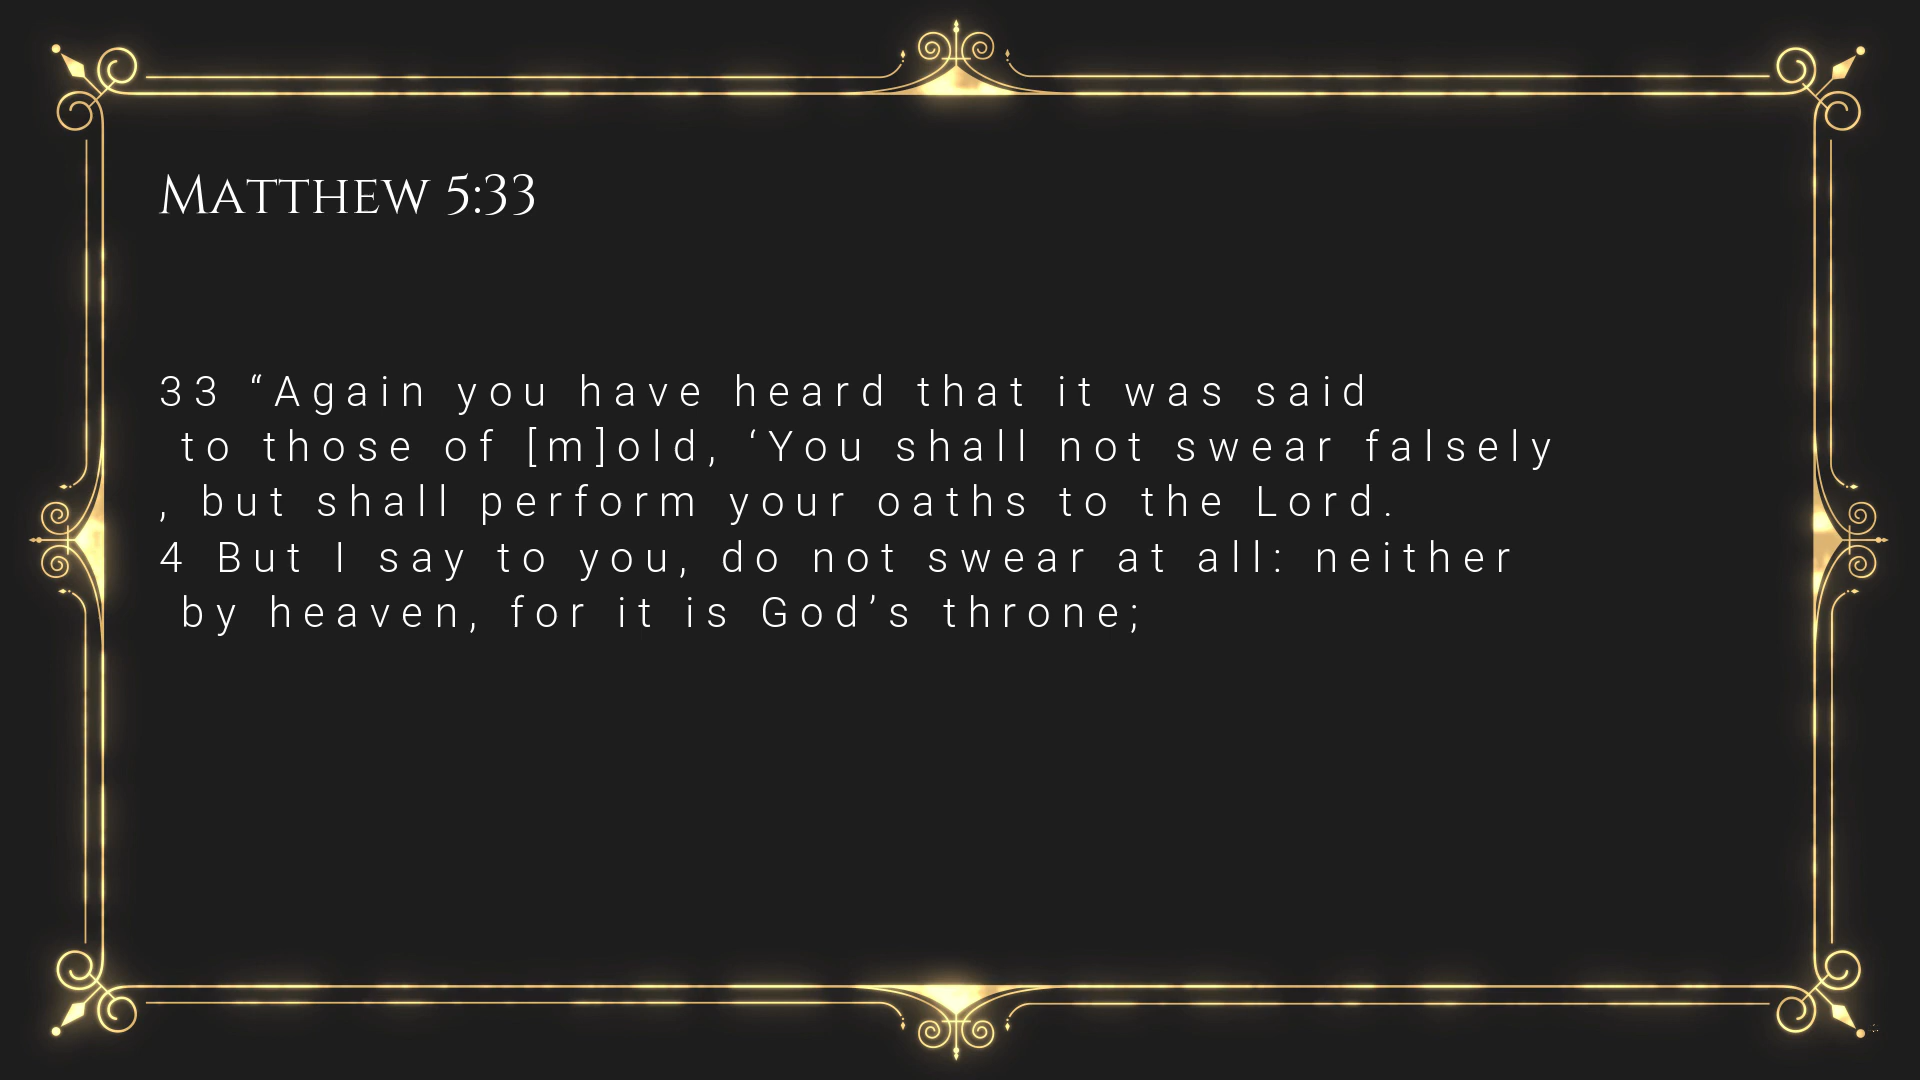 Matthew 5:33
33 “Again you have heard that it was said
to those of [m]old, ‘You shall not swear falsely
, but shall perform your oaths to the Lord.
4 But I say to you, do not swear at all: neither
by heaven, for it is God’s throne;